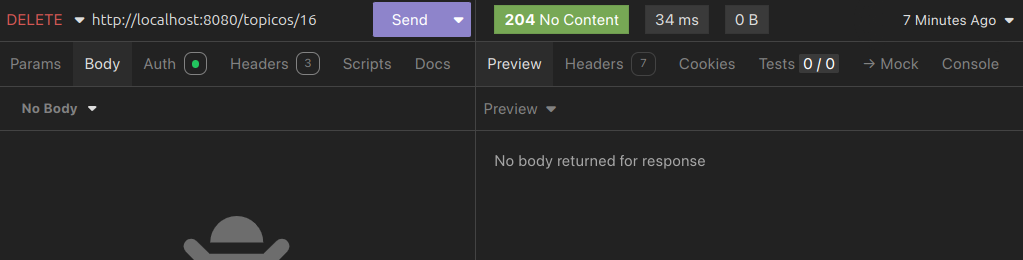 DELETE http://localhost:8080/topicos/16 Send 204 No Content 34 ms 0 B 7 Minutes Ago
Params Body Auth Headers 3 Scripts Docs Preview Headers 7 Cookies Tests 0 / 0 → Mock Console
No Body Preview
No body returned for response